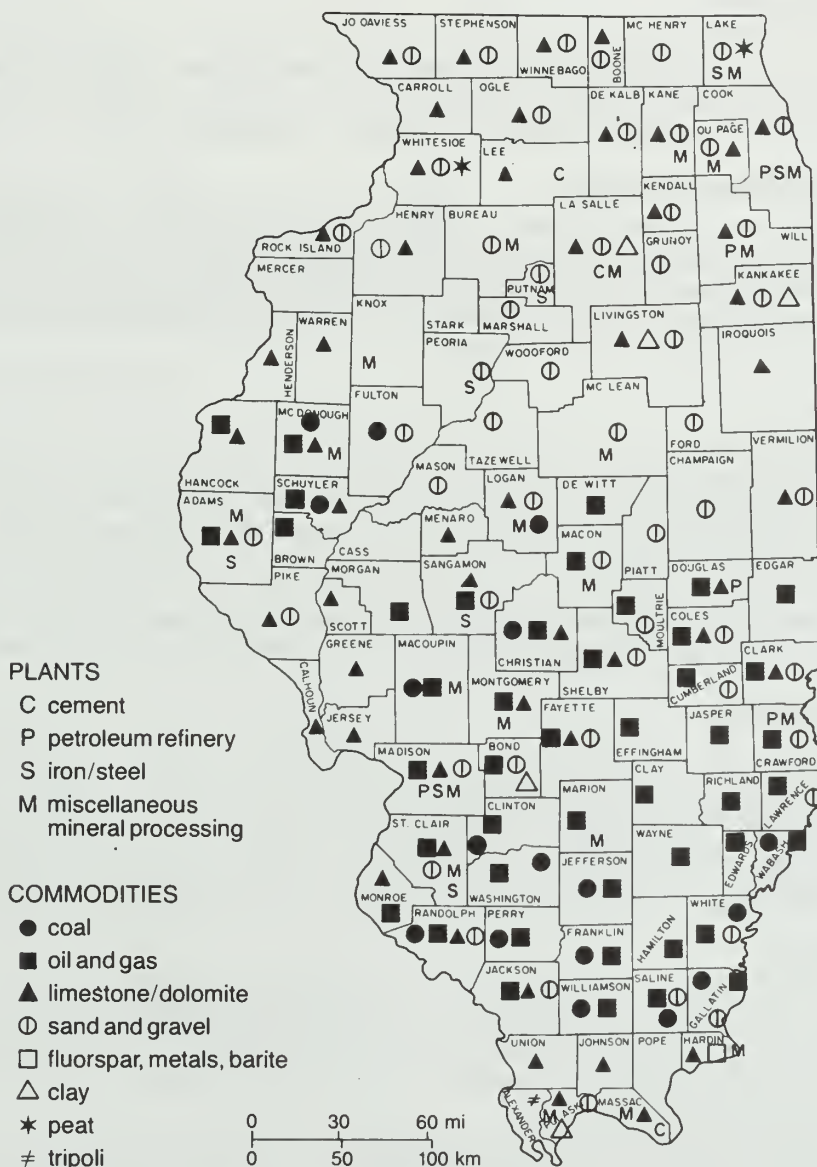 JO DAVIESS
STEPHENSON
WINNEBAGO
BOONE
MC HENRY
LAKE
SM
CARROLL
OGLE
DE KALB
KANE
M
COOK
PSM
DU PAGE
M
WHITESIDE
LEE
C
KENDALL
LA SALLE
CM
GRUNDY
WILL
PM
ROCK ISLAND
HENRY
BUREAU
M
PUTNAM
S
KANKAKEE
MERCER
KNOX
M
STARK
MARSHALL
LIVINGSTON
HENDERSON
WARREN
PEORIA
S
WOODFORD
IROQUOIS
HANCOCK
MC DONOUGH
M
FULTON
TAZEWELL
MC LEAN
M
FORD
VERMILION
SCHUYLER
MASON
LOGAN
M
DE WITT
CHAMPAIGN
ADAMS
M
S
BROWN
CASS
MENARD
MACON
M
PIATT
PIKE
MORGAN
SCOTT
SANGAMON
S
MOULTRIE
DOUGLAS
P
EDGAR
COLES
CALHOUN
GREENE
MACOUPIN
M
CHRISTIAN
SHELBY
CUMBERLAND
CLARK
JERSEY
MONTGOMERY
M
FAYETTE
EFFINGHAM
JASPER
PM
CRAWFORD
MADISON
PSM
BOND
CLAY
RICHLAND
LAWRENCE
ST. CLAIR
M
S
CLINTON
MARION
M
WAYNE
EDWARDS
WABASH
MONROE
WASHINGTON
JEFFERSON
RANDOLPH
PERRY
FRANKLIN
HAMILTON
WHITE
JACKSON
WILLIAMSON
SALINE
GALLATIN
UNION
JOHNSON
POPE
HARDIN
M
ALEXANDER
PULASKI
M
MASSAC
M
C
PLANTS
C cement
P petroleum refinery
S iron/steel
M miscellaneous
mineral processing
COMMODITIES
coal
oil and gas
limestone/dolomite
sand and gravel
fluorspar, metals, barite
clay
peat
tripoli
0 30 60 mi
0 50 100 km